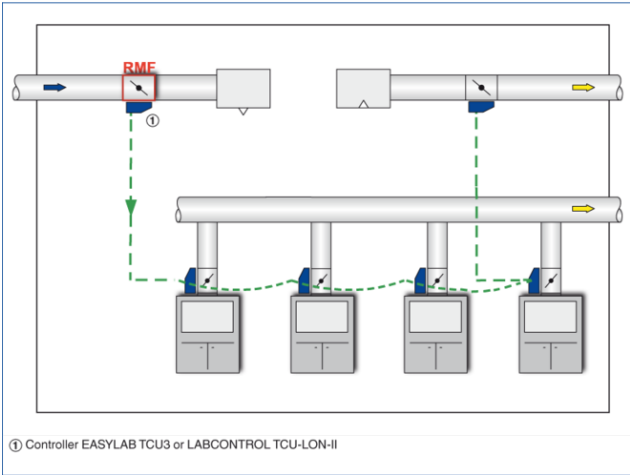 RMF
①
① Controller EASYLAB TCU3 or LABCONTROL TCU-LON-II